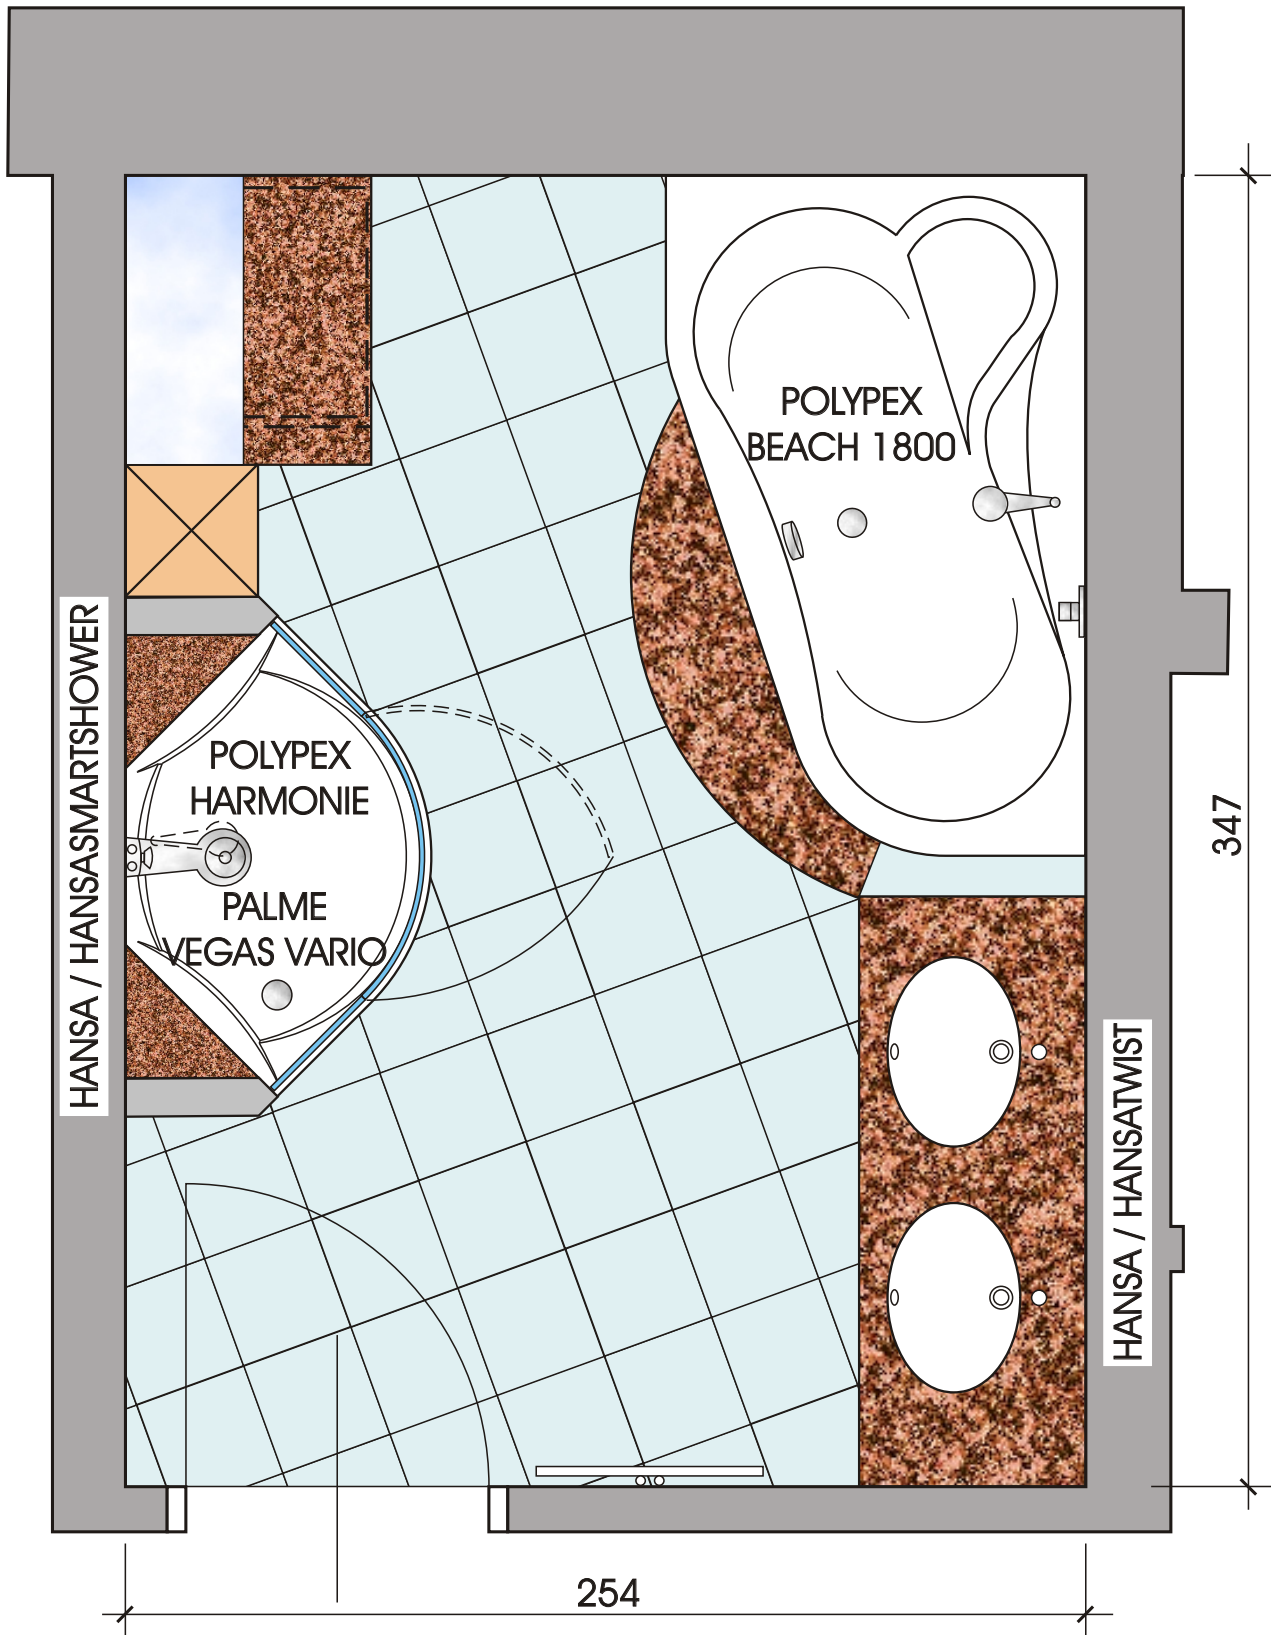 POLYPEX
BEACH 1800
HANSA / HANSASMARTSHOWER
POLYPEX
HARMONIE
PALME
VEGAS VARIO
347
HANSA / HANSATWIST
254